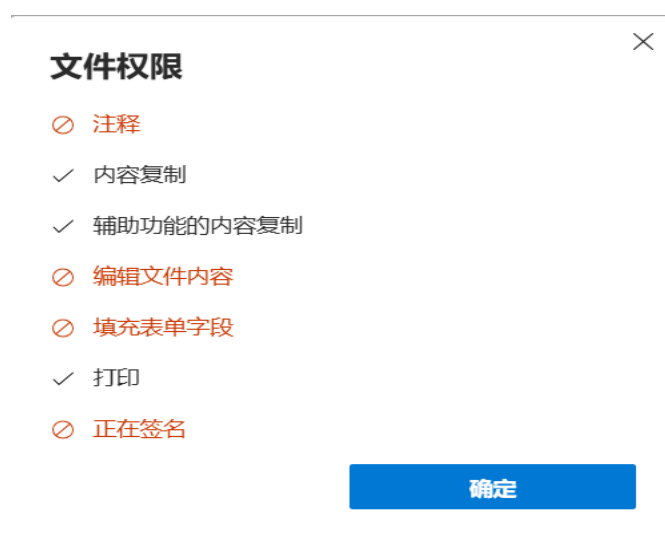 文件权限
注释
内容复制
辅助功能的内容复制
编辑文件内容
填充表单字段
打印
正在签名
确定